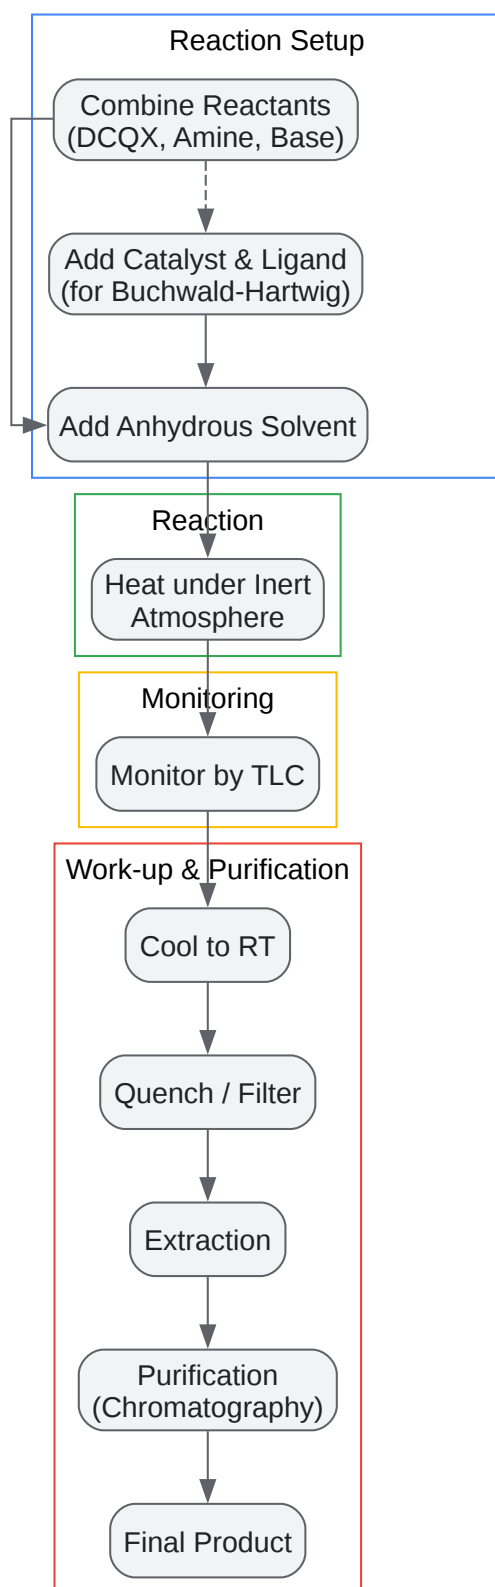 Reaction Setup
Combine Reactants
(DCQX, Amine, Base)
Add Catalyst & Ligand
(for Buchwald-Hartwig)
Add Anhydrous Solvent
Reaction
Heat under Inert
Atmosphere
Monitoring
Monitor by TLC
Work-up & Purification
Cool to RT
Quench / Filter
Extraction
Purification
(Chromatography)
Final Product